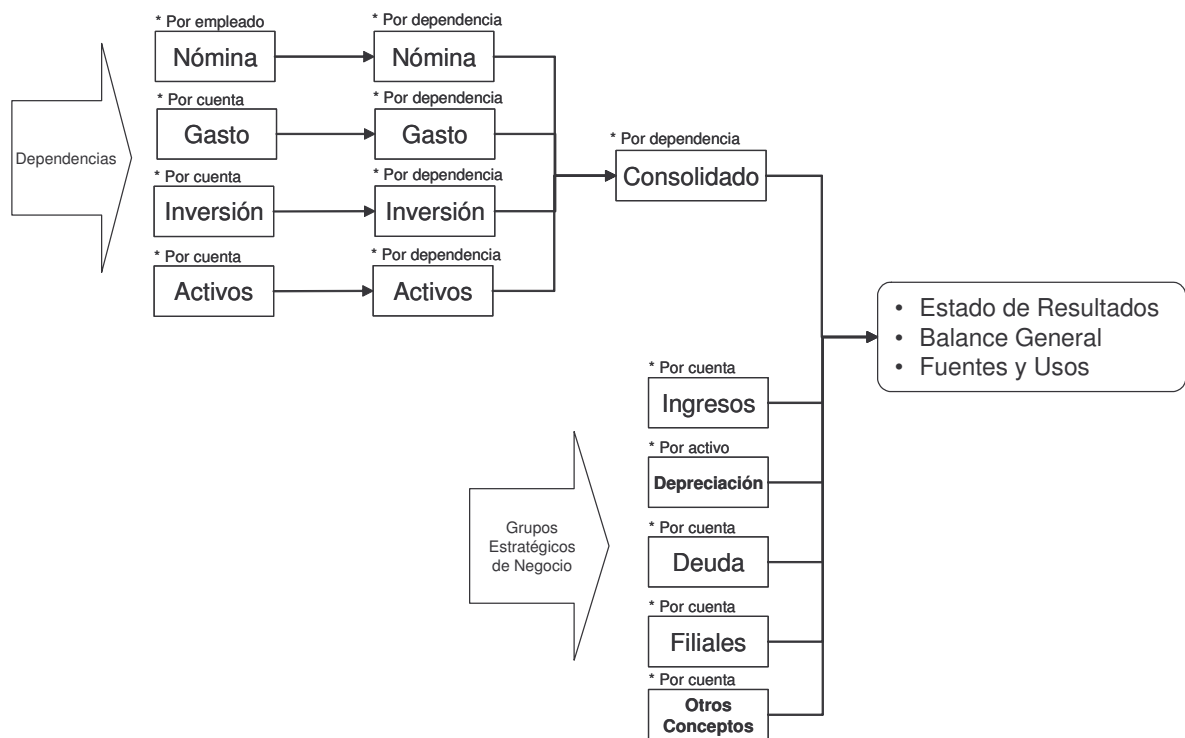 * Por empleado
Nómina
* Por dependencia
Nómina
* Por cuenta
Gasto
* Por dependencia
Gasto
Dependencias
* Por cuenta
Inversión
* Por dependencia
Inversión
* Por cuenta
Activos
* Por dependencia
Activos
* Por dependencia
Consolidado
• Estado de Resultados
• Balance General
• Fuentes y Usos
Grupos
Estratégicos
de Negocio
* Por cuenta
Ingresos
* Por activo
Depreciación
* Por cuenta
Deuda
* Por cuenta
Filiales
* Por cuenta
Otros
Conceptos